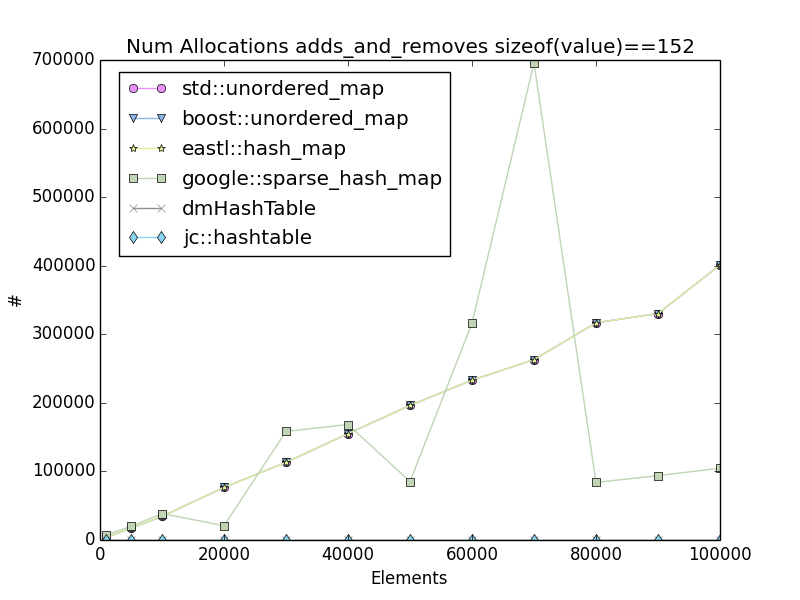 Num Allocations adds_and_removes sizeof(value)==152
700000
600000
500000
400000
300000
200000
100000
0
#
std::unordered_map
boost::unordered_map
eastl::hash_map
google::sparse_hash_map
dmHashTable
jc::hashtable
0 20000 40000 60000 80000 100000
Elements